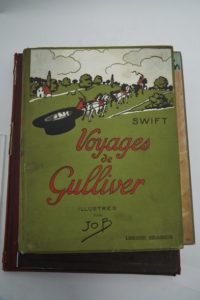 SWIFT
Voyages
de
Gulliver
ILLUSTRÉS
PAR
JOB